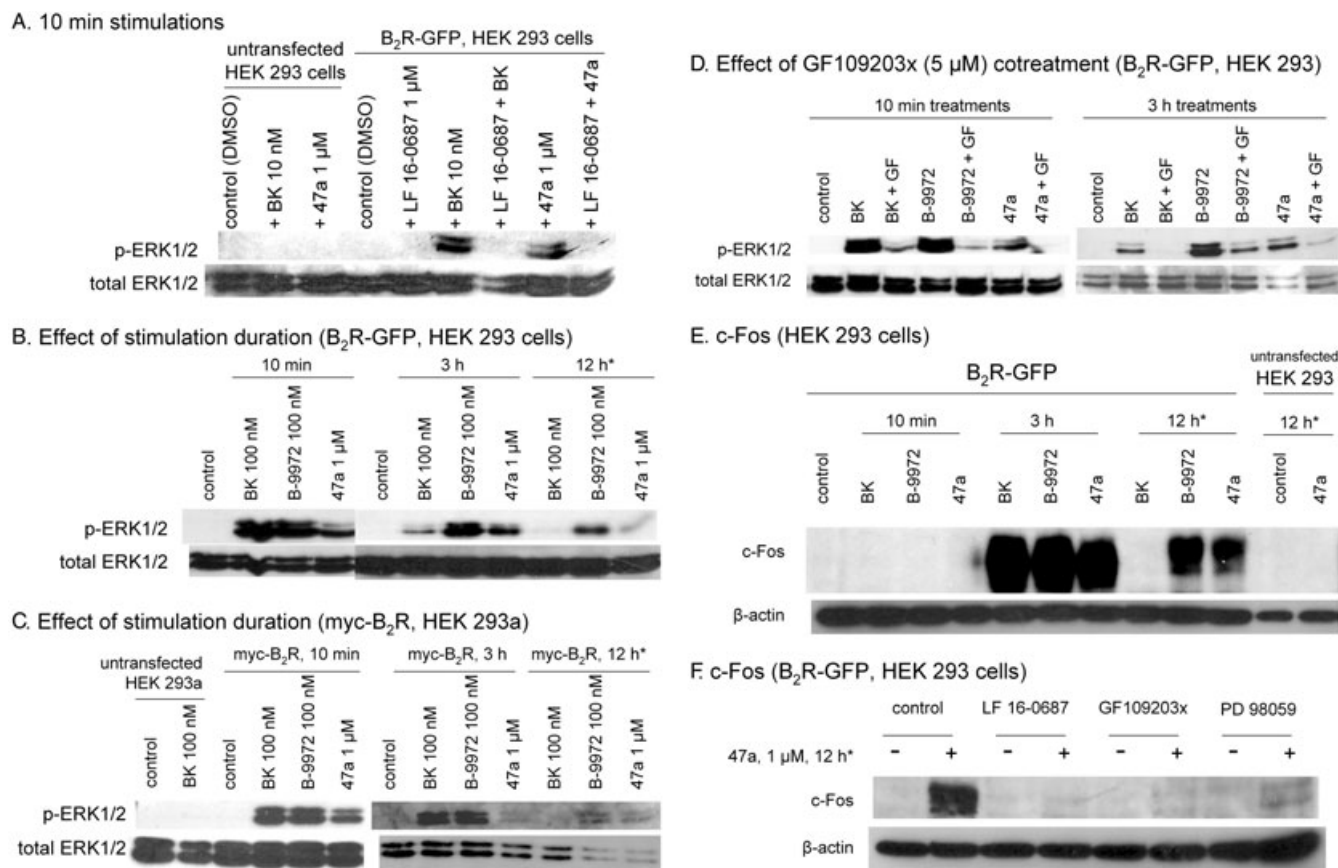 A. 10 min stimulations
untransfected
HEK 293 cells
B₂R-GFP, HEK 293 cells
control (DMSO)
+ BK 10 nM
+ 47a 1 µM
control (DMSO)
+ LF 16-0687 1 µM
+ BK 10 nM
+ LF 16-0687 + BK
+ 47a 1 µM
+ LF 16-0687 + 47a
p-ERK1/2
total ERK1/2
B. Effect of stimulation duration (B₂R-GFP, HEK 293 cells)
10 min 3 h 12 h*
control
BK 100 nM
B-9972 100 nM
47a 1 µM
BK 100 nM
B-9972 100 nM
47a 1 µM
BK 100 nM
B-9972 100 nM
47a 1 µM
p-ERK1/2
total ERK1/2
C. Effect of stimulation duration (myc-B₂R, HEK 293a)
untransfected
HEK 293a
myc-B₂R, 10 min myc-B₂R, 3 h myc-B₂R, 12 h*
control
BK 100 nM
control
BK 100 nM
B-9972 100 nM
47a 1 µM
control
BK 100 nM
B-9972 100 nM
47a 1 µM
BK 100 nM
B-9972 100 nM
47a 1 µM
p-ERK1/2
total ERK1/2
D. Effect of GF109203x (5 µM) cotreatment (B₂R-GFP, HEK 293)
10 min treatments 3 h treatments
control
BK
BK + GF
B-9972
B-9972 + GF
47a
47a + GF
control
BK
BK + GF
B-9972
B-9972 + GF
47a
47a + GF
p-ERK1/2
total ERK1/2
E. c-Fos (HEK 293 cells)
B₂R-GFP
untransfected
HEK 293
10 min 3 h 12 h* 12 h*
control
BK
B-9972
47a
BK
B-9972
47a
BK
B-9972
47a
control
47a
c-Fos
β-actin
F. c-Fos (B₂R-GFP, HEK 293 cells)
control LF 16-0687 GF109203x PD 98059
47a, 1 µM, 12 h* - + - + - + - +
c-Fos
β-actin